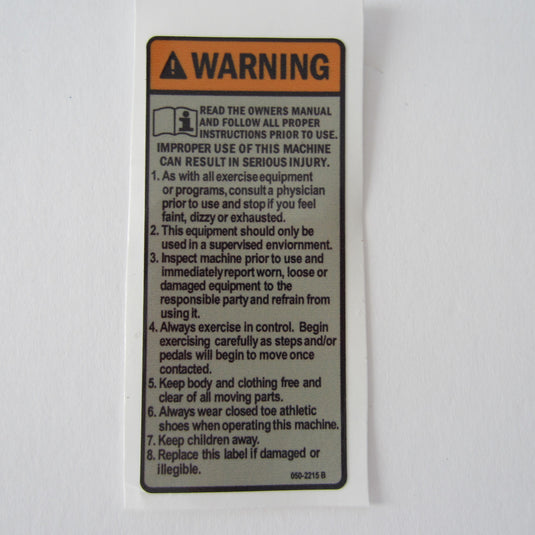 WARNING
READ THE OWNERS MANUAL
AND FOLLOW ALL PROPER
INSTRUCTIONS PRIOR TO USE.
IMPROPER USE OF THIS MACHINE
CAN RESULT IN SERIOUS INJURY.
1. As with all exercise equipment
or programs, consult a physician
prior to use and stop if you feel
faint, dizzy or exhausted.
2. This equipment should only be
used in a supervised enviornment.
3. Inspect machine prior to use and
immediately report worn, loose or
damaged equipment to the
responsible party and refrain from
using it.
4. Always exercise in control. Begin
exercising carefully as steps and/or
pedals will begin to move once
contacted.
5. Keep body and clothing free and
clear of all moving parts.
6. Always wear closed toe athletic
shoes when operating this machine.
7. Keep children away.
8. Replace this label if damaged or
illegible.
050-2215 B